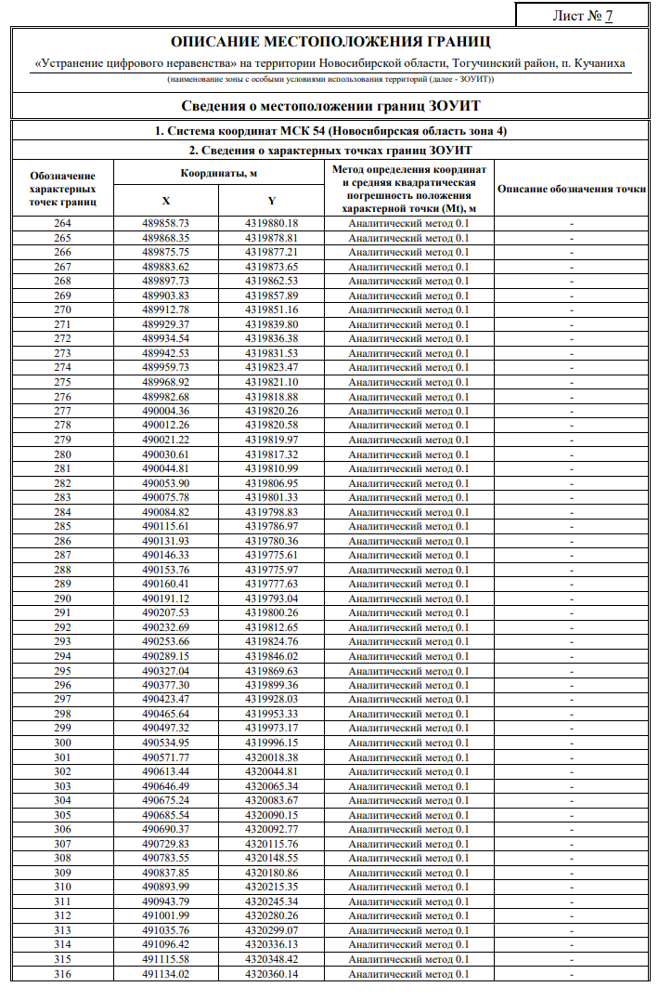 Лист № 7
ОПИСАНИЕ МЕСТОПОЛОЖЕНИЯ ГРАНИЦ
«Устранение цифрового неравенства» на территории Новосибирской области, Тогучинский район, п. Кучаниха
(наименование зоны с особыми условиями использования территорий (далее - ЗОУИТ))
Сведения о местоположении границ ЗОУИТ
1. Система координат МСК 54 (Новосибирская область зона 4)
2. Сведения о характерных точках границ ЗОУИТ
Обозначение характерных точек границ
Координаты, м
X Y
Метод определения координат и средняя квадратическая погрешность положения характерной точки (Mt), м
Описание обозначения точки
264 489858.73 4319880.18 Аналитический метод 0.1 -
265 489868.35 4319878.81 Аналитический метод 0.1 -
266 489875.75 4319877.21 Аналитический метод 0.1 -
267 489883.62 4319873.65 Аналитический метод 0.1 -
268 489897.73 4319862.53 Аналитический метод 0.1 -
269 489903.83 4319857.89 Аналитический метод 0.1 -
270 489912.78 4319851.16 Аналитический метод 0.1 -
271 489929.37 4319839.80 Аналитический метод 0.1 -
272 489934.54 4319836.38 Аналитический метод 0.1 -
273 489942.53 4319831.53 Аналитический метод 0.1 -
274 489959.73 4319823.47 Аналитический метод 0.1 -
275 489968.92 4319821.10 Аналитический метод 0.1 -
276 489982.68 4319818.88 Аналитический метод 0.1 -
277 490004.36 4319820.26 Аналитический метод 0.1 -
278 490012.26 4319820.58 Аналитический метод 0.1 -
279 490021.22 4319819.97 Аналитический метод 0.1 -
280 490030.61 4319817.32 Аналитический метод 0.1 -
281 490044.81 4319810.99 Аналитический метод 0.1 -
282 490053.90 4319806.95 Аналитический метод 0.1 -
283 490075.78 4319801.33 Аналитический метод 0.1 -
284 490084.82 4319798.83 Аналитический метод 0.1 -
285 490115.61 4319786.97 Аналитический метод 0.1 -
286 490131.93 4319780.36 Аналитический метод 0.1 -
287 490146.33 4319775.61 Аналитический метод 0.1 -
288 490153.76 4319775.97 Аналитический метод 0.1 -
289 490160.41 4319777.63 Аналитический метод 0.1 -
290 490191.12 4319793.04 Аналитический метод 0.1 -
291 490207.53 4319800.26 Аналитический метод 0.1 -
292 490232.69 4319812.65 Аналитический метод 0.1 -
293 490253.66 4319824.76 Аналитический метод 0.1 -
294 490289.15 4319846.02 Аналитический метод 0.1 -
295 490327.04 4319869.63 Аналитический метод 0.1 -
296 490377.30 4319899.36 Аналитический метод 0.1 -
297 490423.47 4319928.03 Аналитический метод 0.1 -
298 490465.64 4319953.33 Аналитический метод 0.1 -
299 490497.32 4319973.17 Аналитический метод 0.1 -
300 490534.95 4319996.15 Аналитический метод 0.1 -
301 490571.77 4320018.38 Аналитический метод 0.1 -
302 490613.44 4320044.81 Аналитический метод 0.1 -
303 490646.49 4320065.34 Аналитический метод 0.1 -
304 490675.24 4320083.67 Аналитический метод 0.1 -
305 490685.54 4320090.15 Аналитический метод 0.1 -
306 490690.37 4320092.77 Аналитический метод 0.1 -
307 490729.83 4320115.76 Аналитический метод 0.1 -
308 490783.55 4320148.55 Аналитический метод 0.1 -
309 490837.85 4320180.86 Аналитический метод 0.1 -
310 490893.99 4320215.35 Аналитический метод 0.1 -
311 490943.79 4320245.34 Аналитический метод 0.1 -
312 491001.99 4320280.26 Аналитический метод 0.1 -
313 491035.76 4320299.07 Аналитический метод 0.1 -
314 491096.42 4320336.13 Аналитический метод 0.1 -
315 491115.58 4320348.42 Аналитический метод 0.1 -
316 491134.02 4320360.14 Аналитический метод 0.1 -